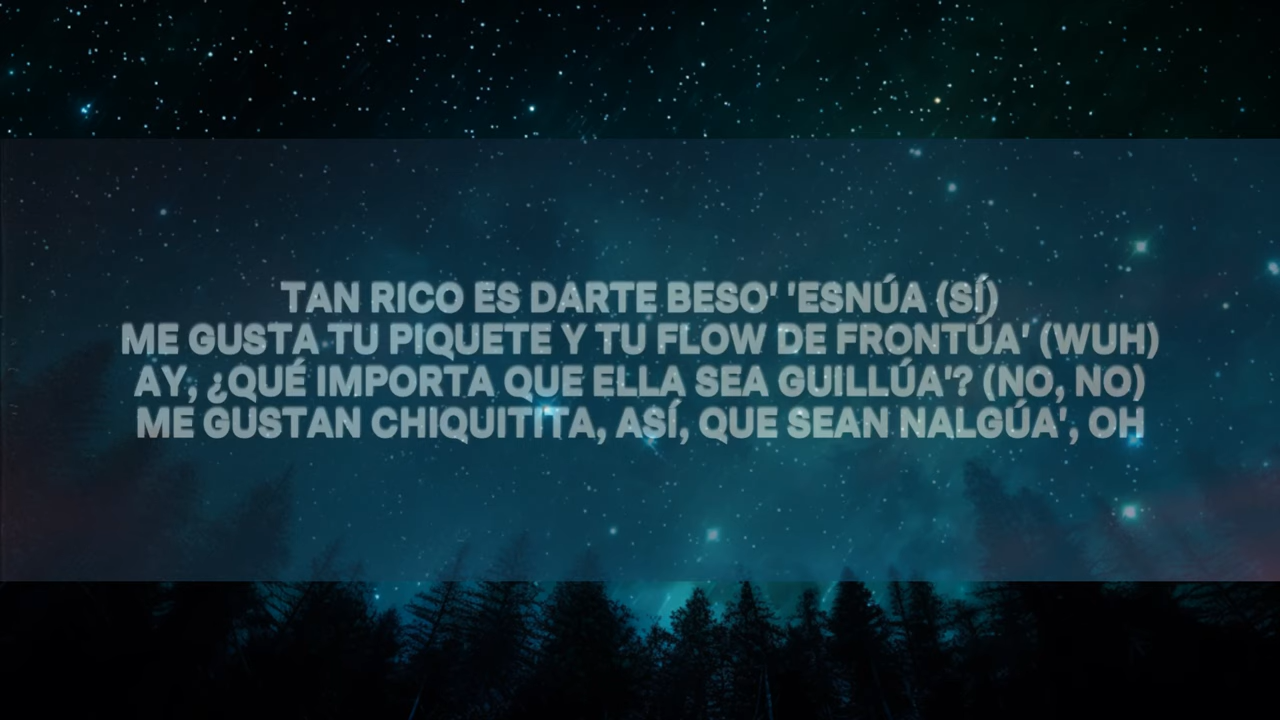 TAN RICO ES DARTE BESO' 'ESNÚA (SÍ)
ME GUSTA TU PIQUETE Y TU FLOW DE FRONTÚA' (WUH)
AY, ¿QUÉ IMPORTA QUE ELLA SEA GUILLÚA'? (NO, NO)
ME GUSTAN CHIQUITITA, ASÍ, QUE SEAN NALGÚA', OH